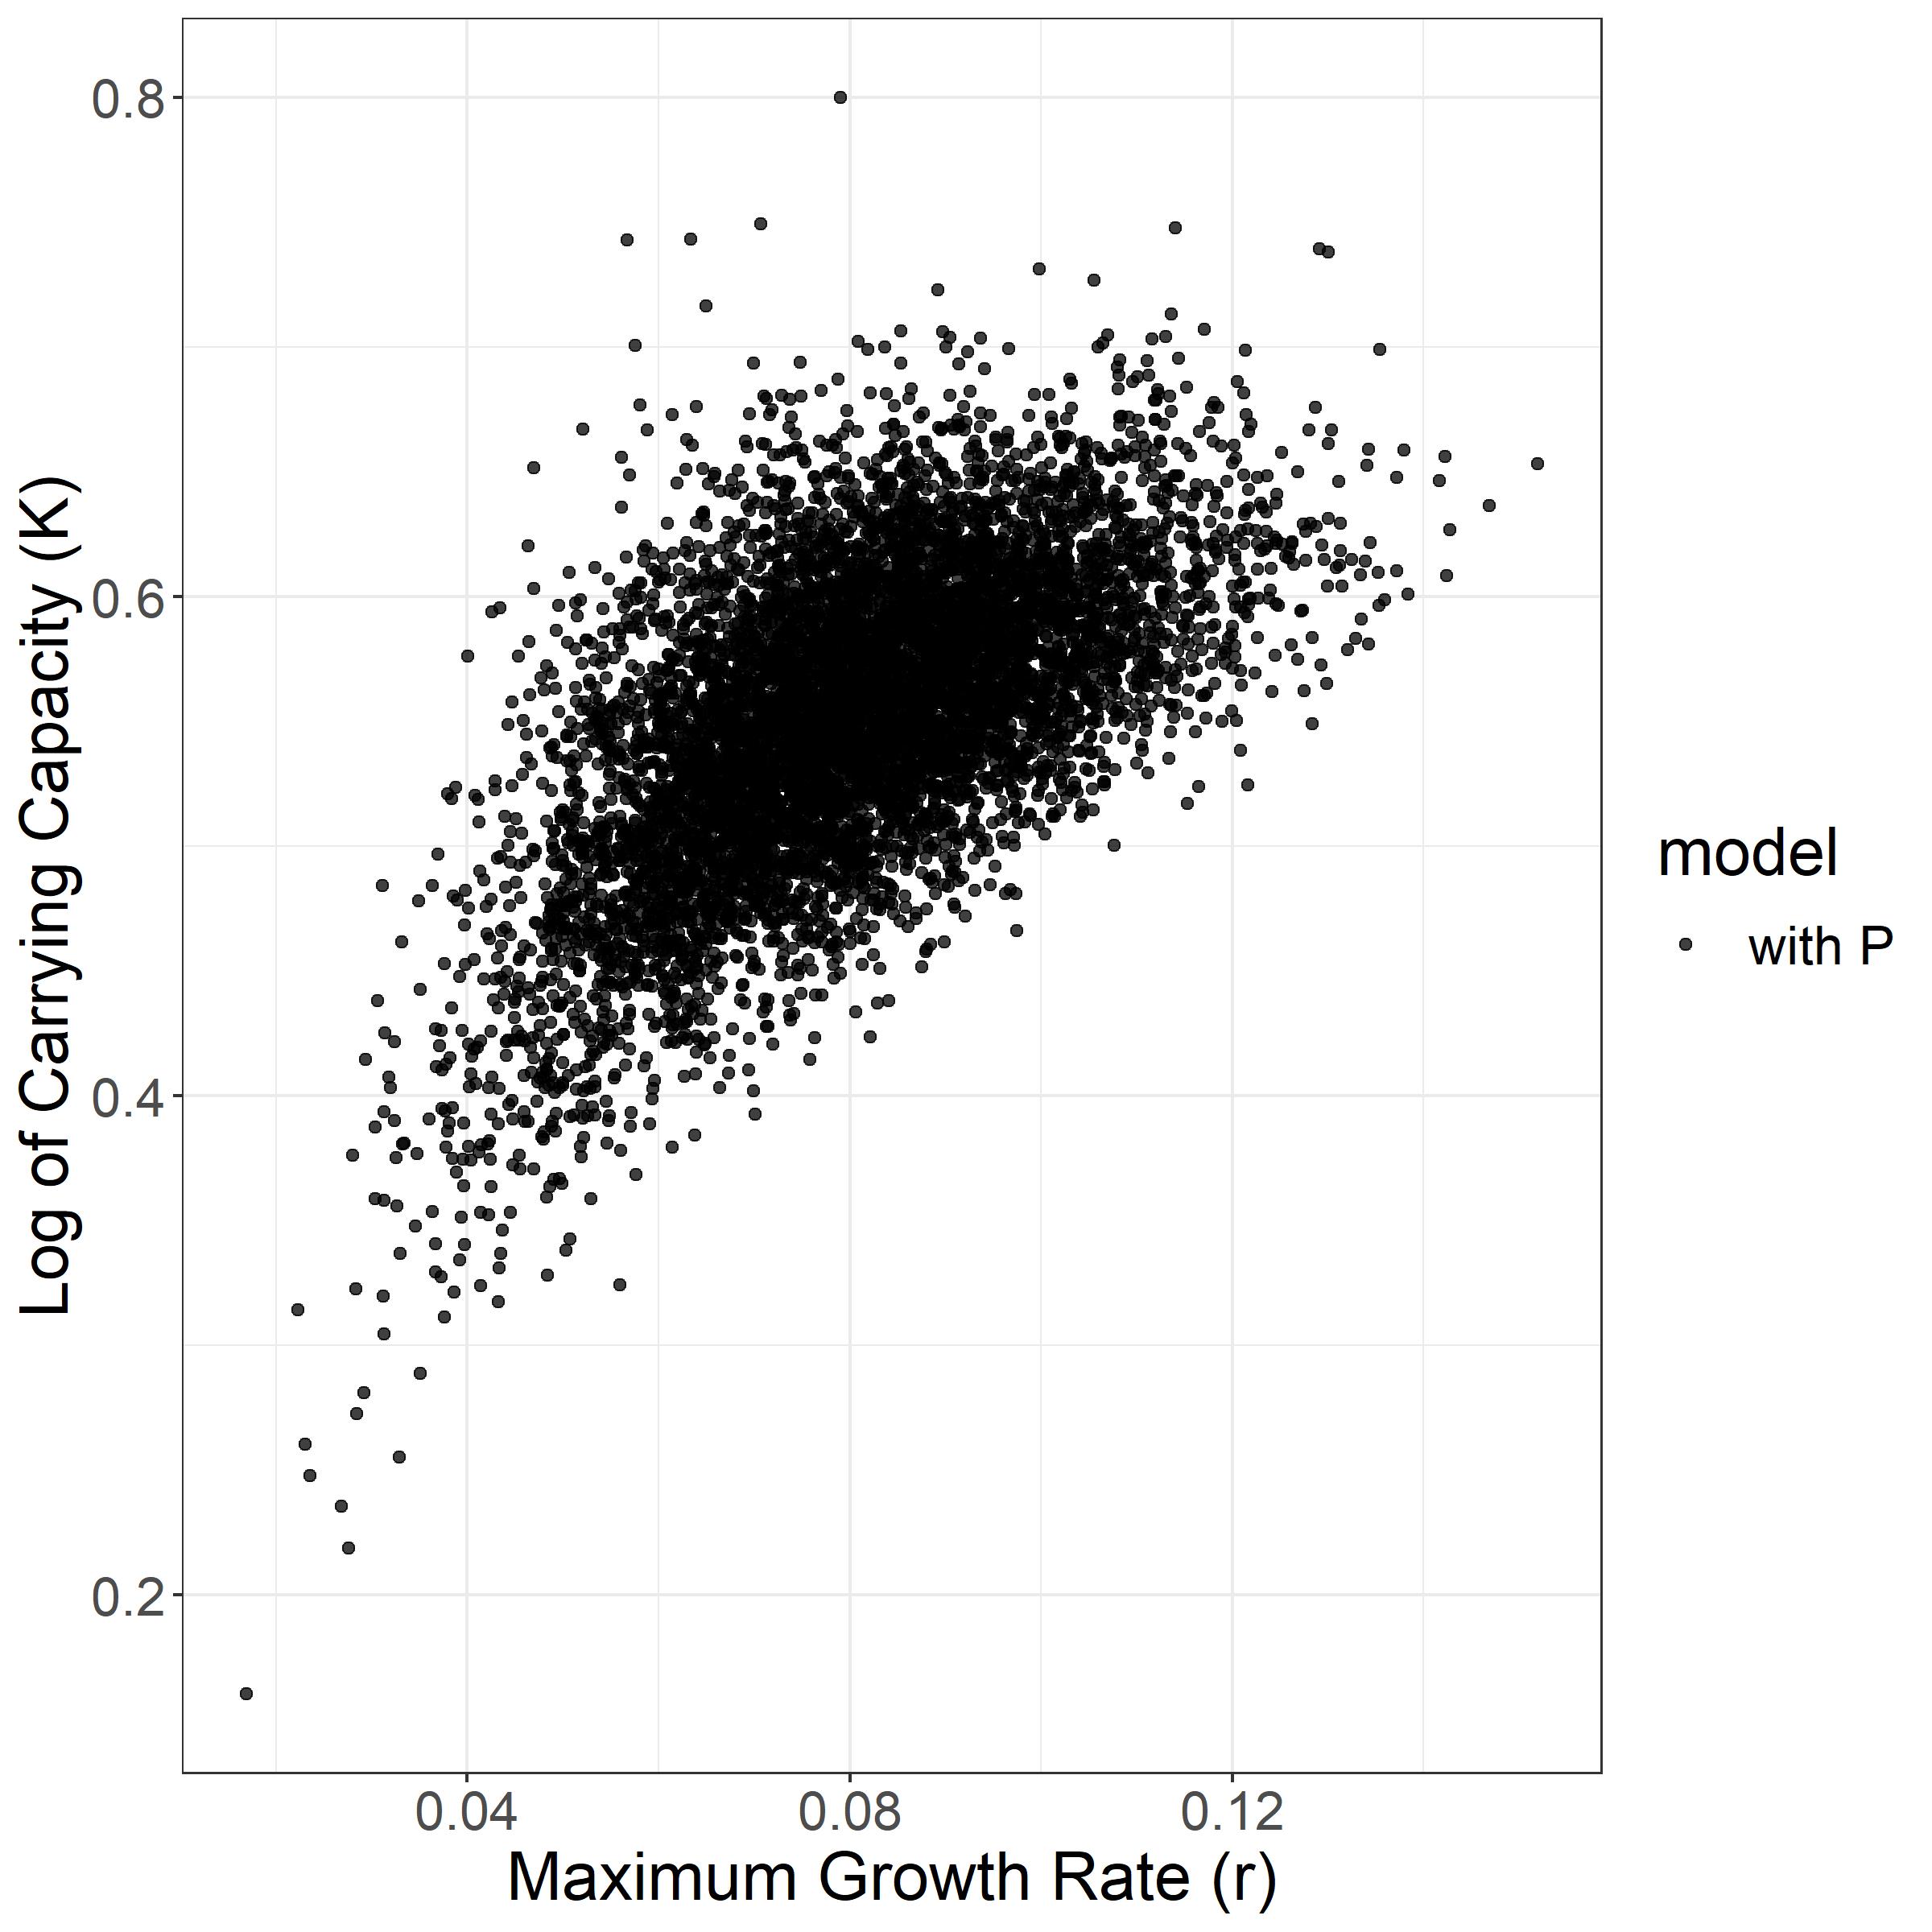 Log of Carrying Capacity (K)
0.8
0.6
0.4
0.2
0.04 0.08 0.12
Maximum Growth Rate (r)
model
with P